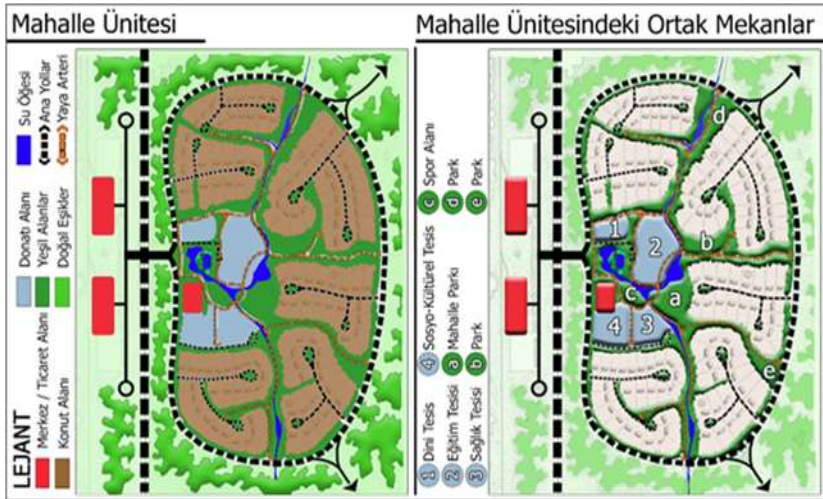 Mahalle Ünitesi
LEJANT
Merkez / Ticaret Alanı
Konut Alanı
Donatı Alanı
Yeşil Alanlar
Doğal Eşikler
Su Öğesi
Ana Yollar
Yaya Arteri
Mahalle Ünitesindeki Ortak Mekanlar
1 Dini Tesis
2 Eğitim Tesisi
3 Sağlık Tesisi
4 Sosyo-Kültürel Tesis
a Mahalle Parkı
b Park
c Spor Alanı
d Park
e Park
d
1
2
b
c
a
4
3
e